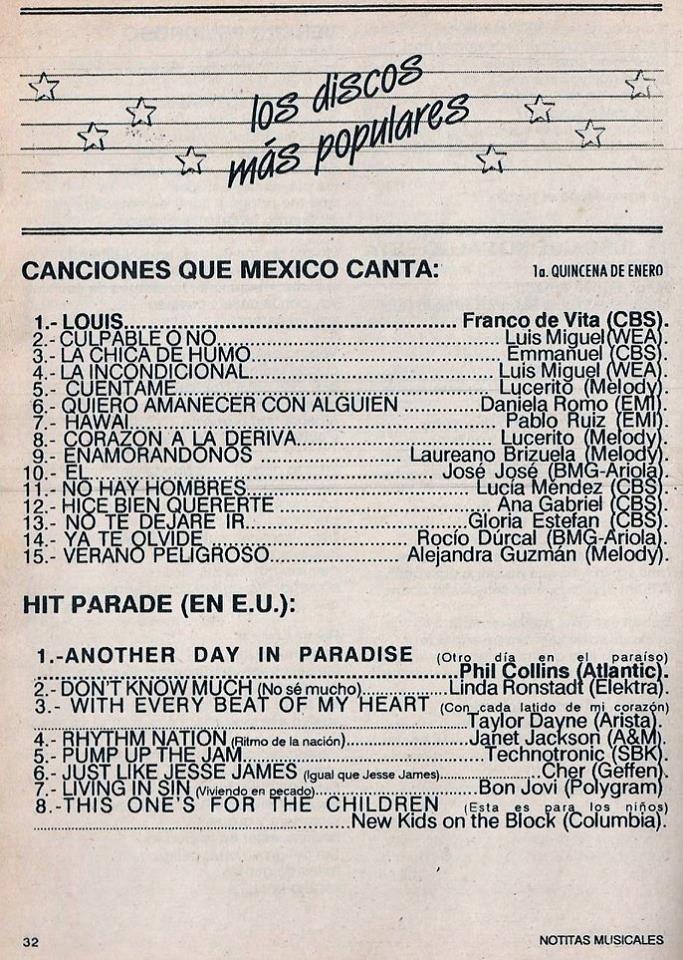 los discos
más populares
CANCIONES QUE MEXICO CANTA: 1a. QUINCENA DE ENERO
1.- LOUIS.................................................. Franco de Vita (CBS).
2.- CULPABLE O NO.................................................. Luis Miguel(WEA).
3.- LA CHICA DE HUMO.................................................. Emmanuel (CBS).
4.- LA INCONDICIONAL.................................................. Luis Miguel (WEA).
5.- CUENTAME.................................................. Lucerito (Melody).
6.- QUIERO AMANECER CON ALGUIEN ............Daniela Romo (EMI).
7.- HAWAI.................................................. Pablo Ruiz (EMI).
8.- CORAZON A LA DERIVA............................... Lucerito (Melody).
9.- ENAMORANDONOS ......................... Laureano Brizuela (Melody).
10.- EL.................................................. José José (BMG-Ariola).
11.- NO HAY HOMBRES.............................. Lucía Méndez (CBS).
12.- HICE BIEN QUERERTE ................................ Ana Gabriel (CBS).
13.- NO TE DEJARE IR.................................Gloria Estefan (CBS).
14.- YA TE OLVIDE ................................ Rocío Dúrcal (BMG-Ariola).
15.- VERANO PELIGROSO................... Alejandra Guzmán (Melody).
HIT PARADE (EN E.U.):
1.-ANOTHER DAY IN PARADISE (Otro día en el paraíso)
..................................................Phil Collins (Atlantic).
2.- DON'T KNOW MUCH (No sé mucho)..............Linda Ronstadt (Elektra).
3.- WITH EVERY BEAT OF MY HEART (Con cada latido de mi corazón)
..................................................Taylor Dayne (Arista).
4.- RHYTHM NATION (Ritmo de la nación)....................Janet Jackson (A&M).
5.- PUMP UP THE JAM........................................Technotronic (SBK).
6.- JUST LIKE JESSE JAMES (Igual que Jesse James)....................Cher (Geffen).
7.- LIVING IN SIN (Viviendo en pecado)............................Bon Jovi (Polygram)
8.-THIS ONE'S FOR THE CHILDREN (Esta es para los niños)
..................................................New Kids on the Block (Columbia).
32 NOTITAS MUSICALES